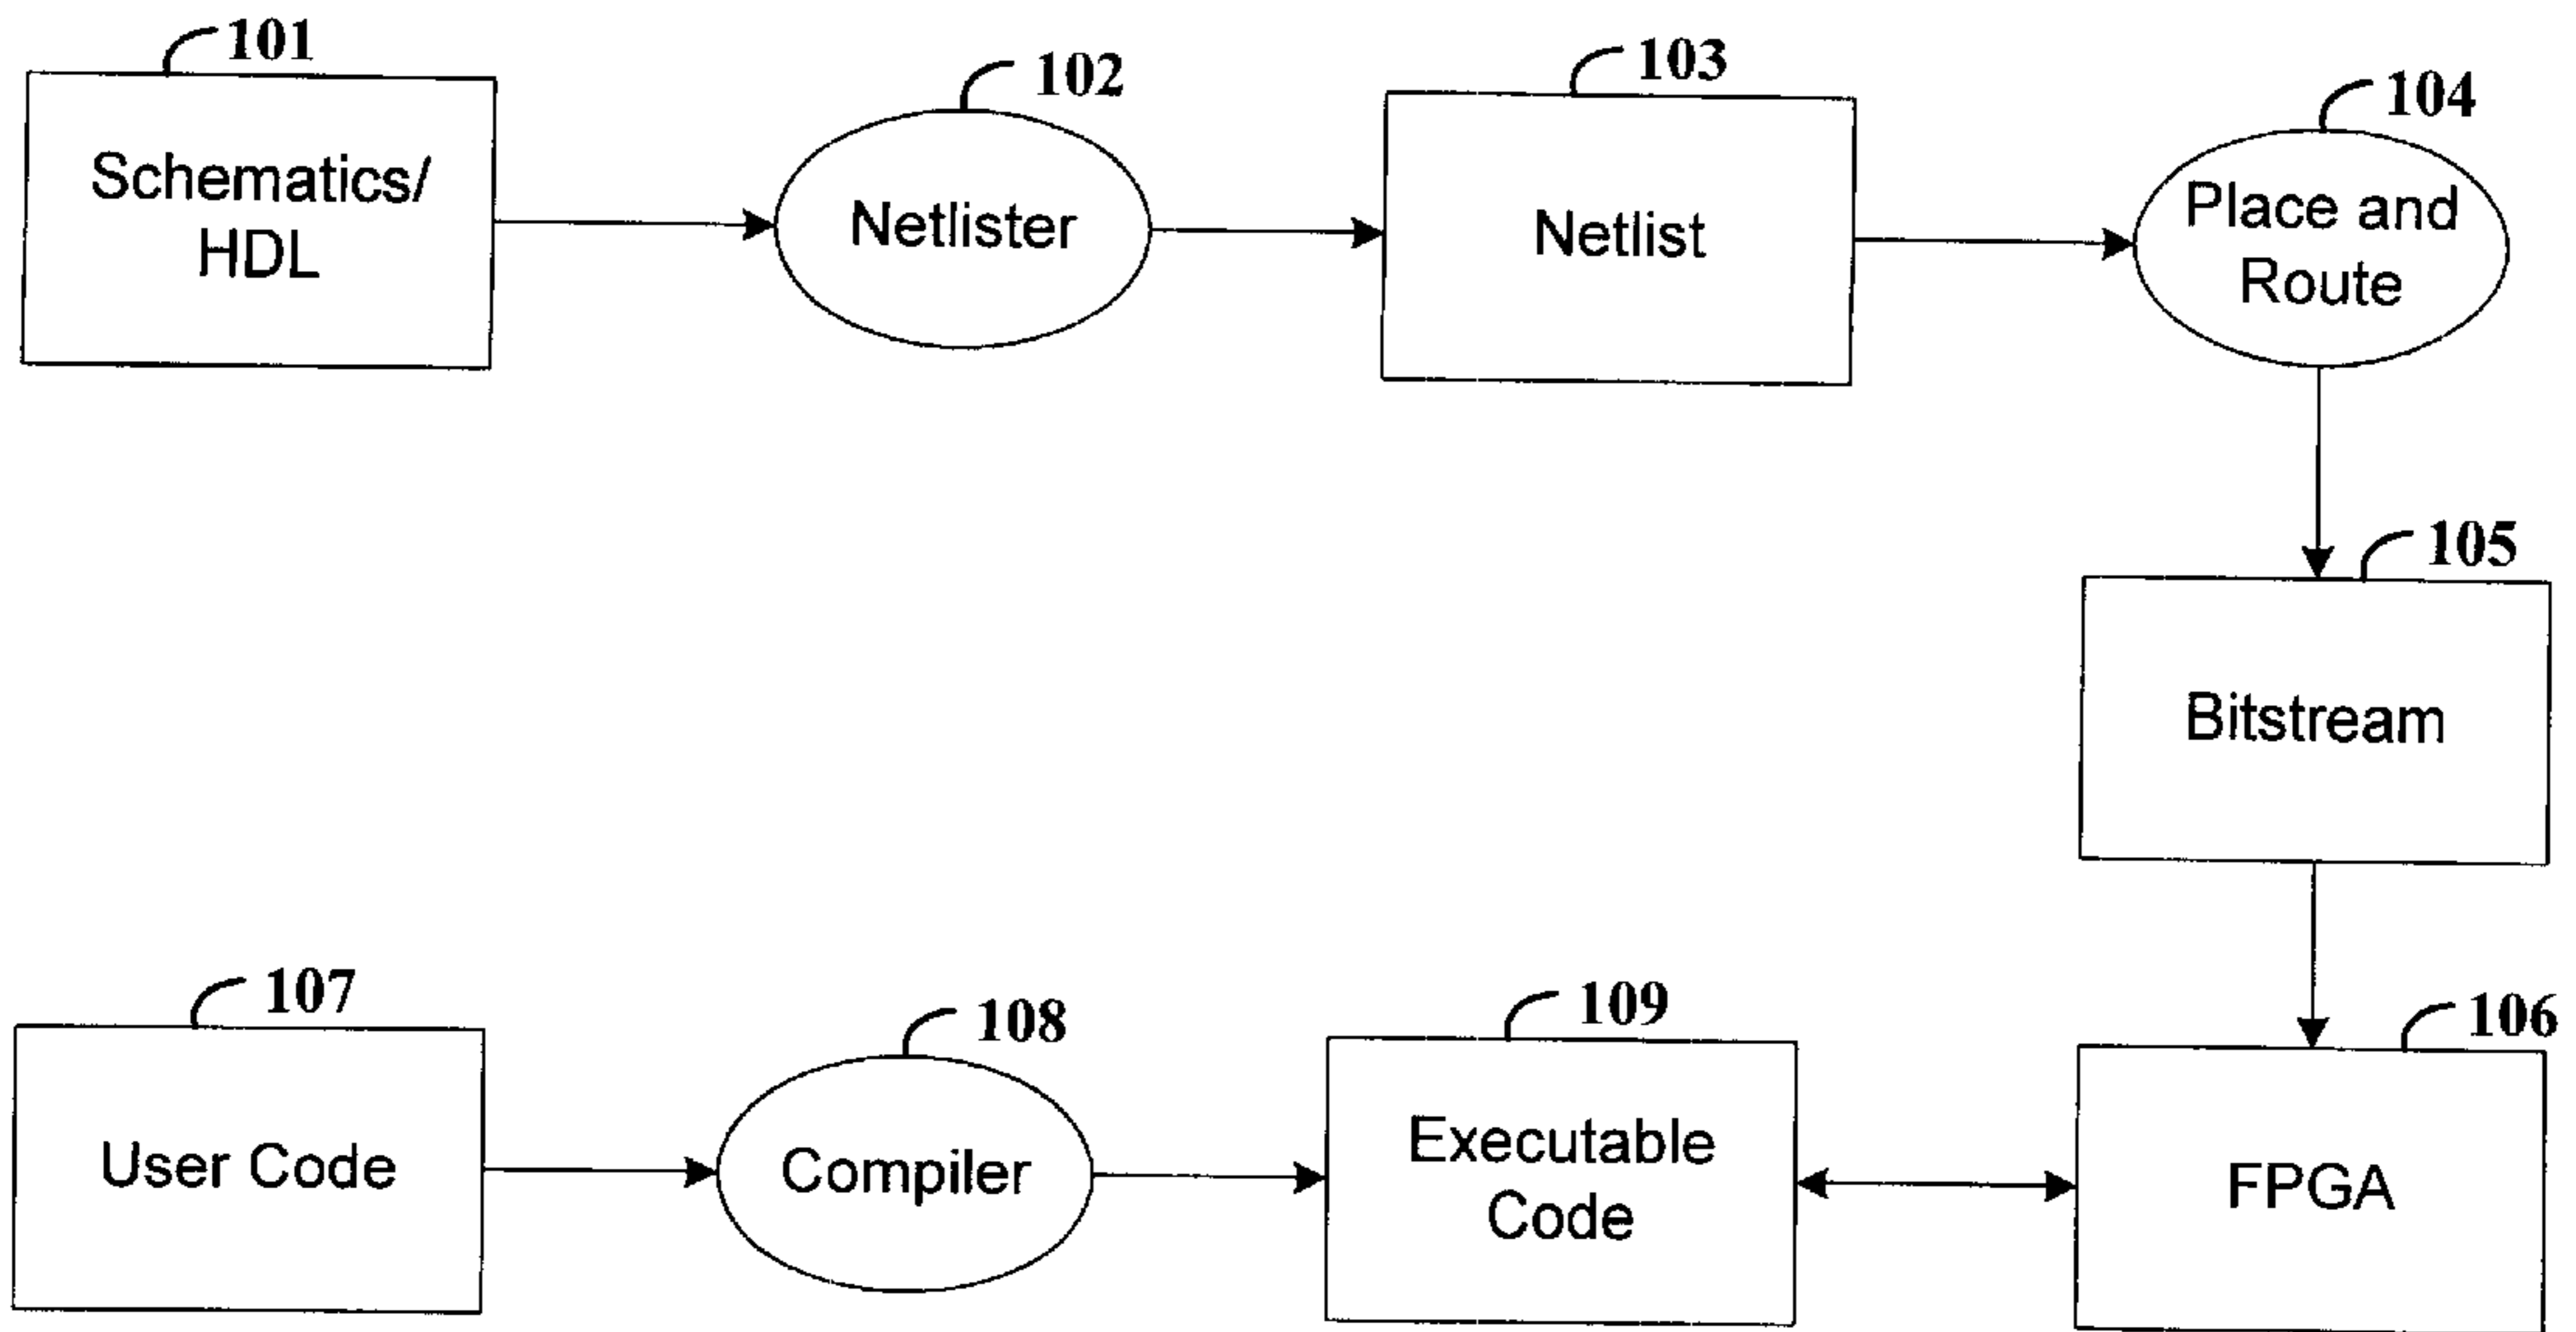 101
Schematics/
HDL
102
Netlister
103
Netlist
104
Place and
Route
105
Bitstream
107
User Code
108
Compiler
109
Executable
Code
106
FPGA